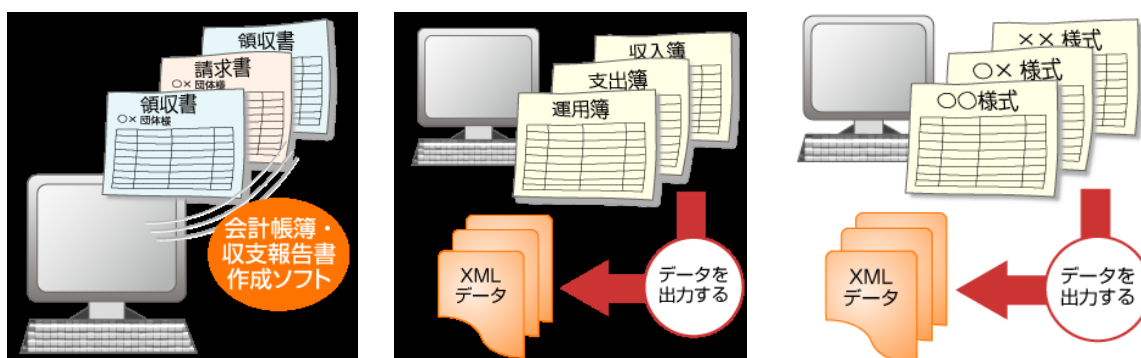 領収書
請求書
○× 団体様
領収書
○× 団体様
会計帳簿・
収支報告書
作成ソフト
収入簿
支出簿
運用簿
データを
出力する
XML
データ
×× 様式
○× 様式
○○様式
データを
出力する
XML
データ